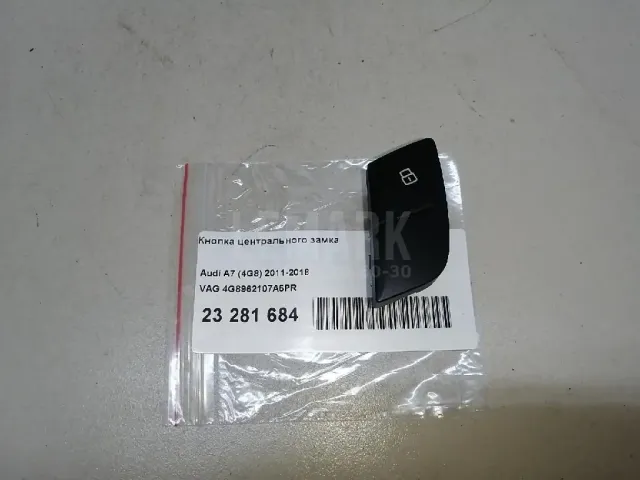 Кнопка центрального замка
Audi A7 (4G8) 2011-2018
VAG 4G8962107A5PR
23 281 684